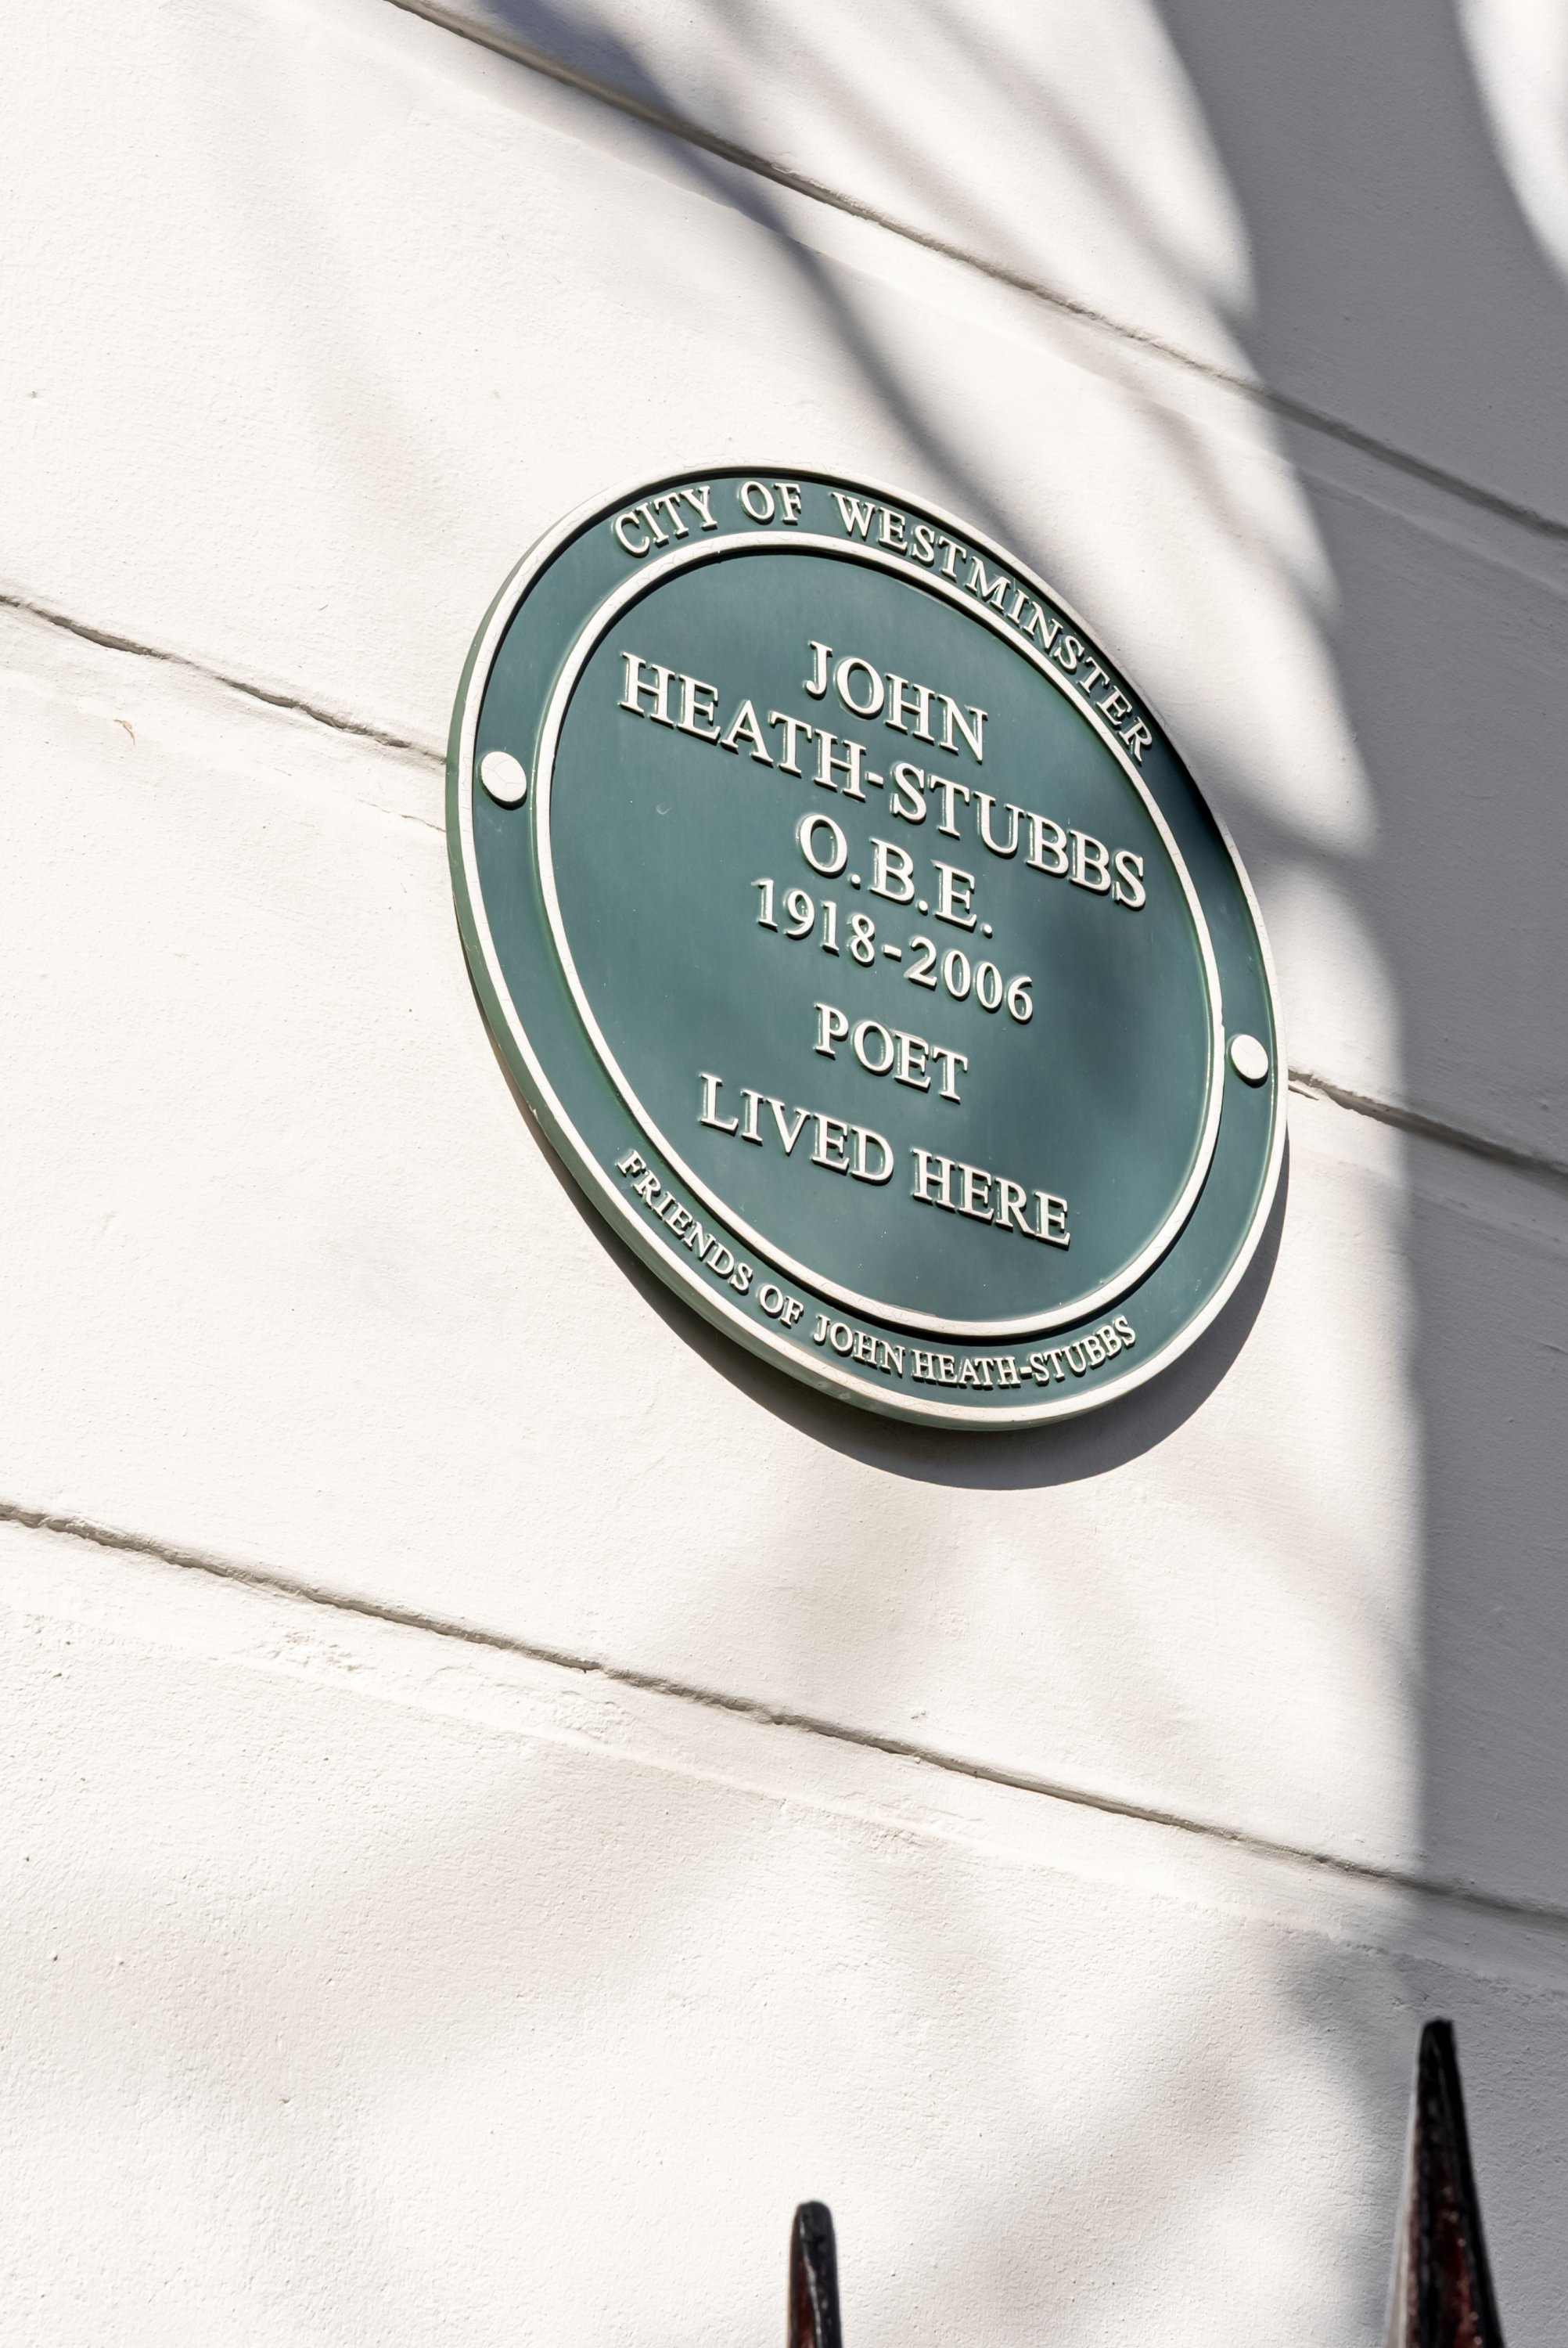 CITY OF WESTMINSTER
JOHN
HEATH-STUBBS
O.B.E.
1918-2006
POET
LIVED HERE
FRIENDS OF JOHN HEATH-STUBBS